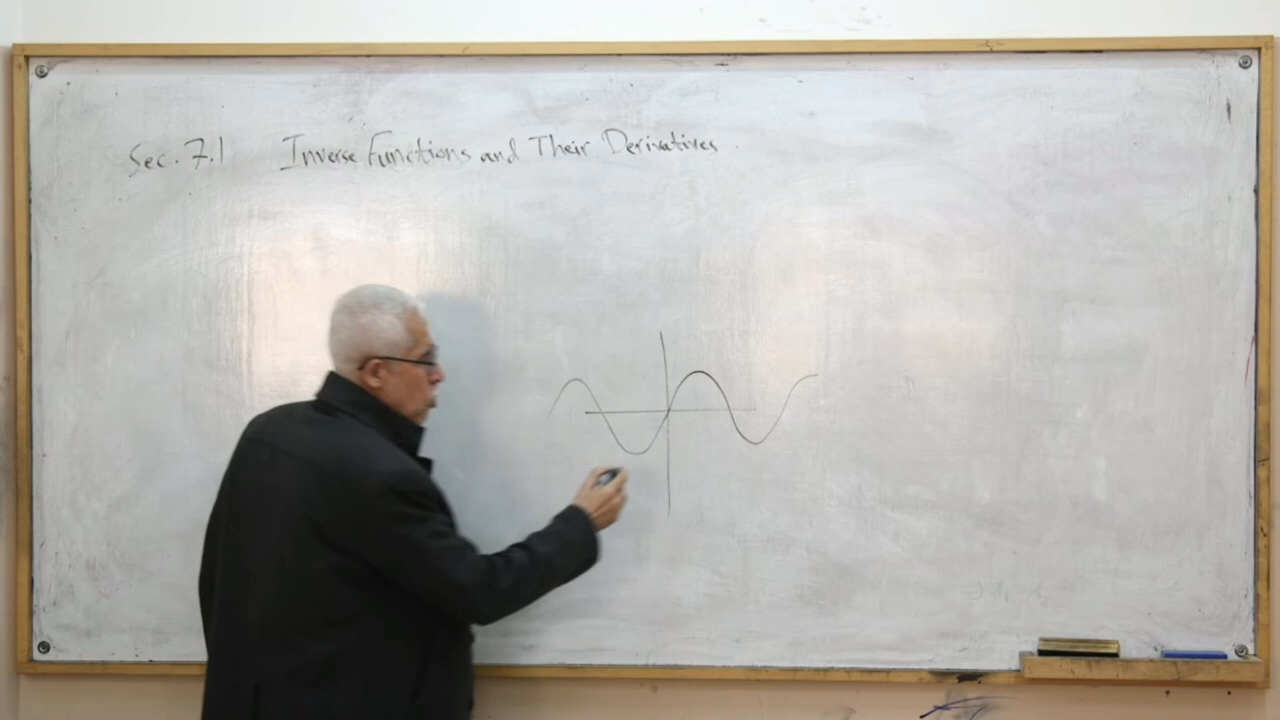 Sec. 7.1 Inverse Functions and Their Derivatives